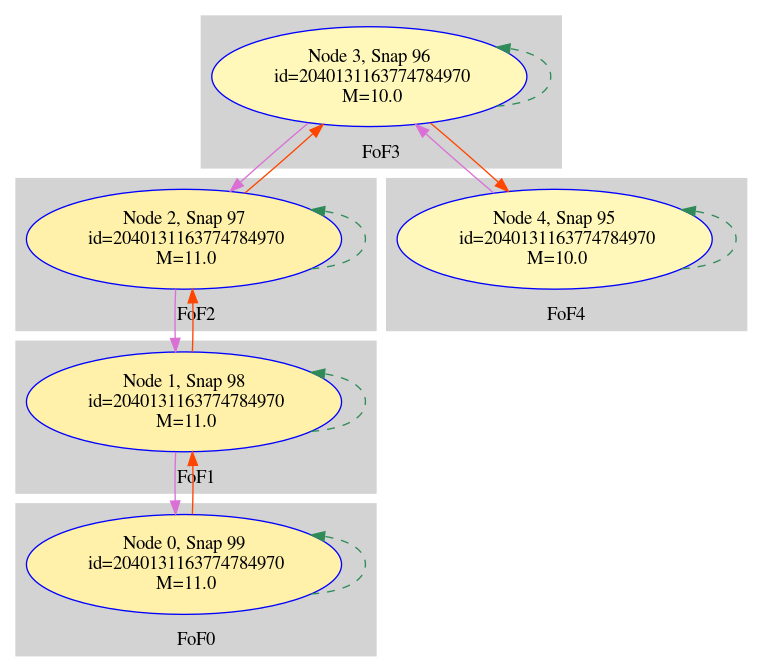 Node 3, Snap 96
id=2040131163774784970
M=10.0
FoF3
Node 2, Snap 97
id=2040131163774784970
M=11.0
FoF2
Node 4, Snap 95
id=2040131163774784970
M=10.0
FoF4
Node 1, Snap 98
id=2040131163774784970
M=11.0
FoF1
Node 0, Snap 99
id=2040131163774784970
M=11.0
FoF0